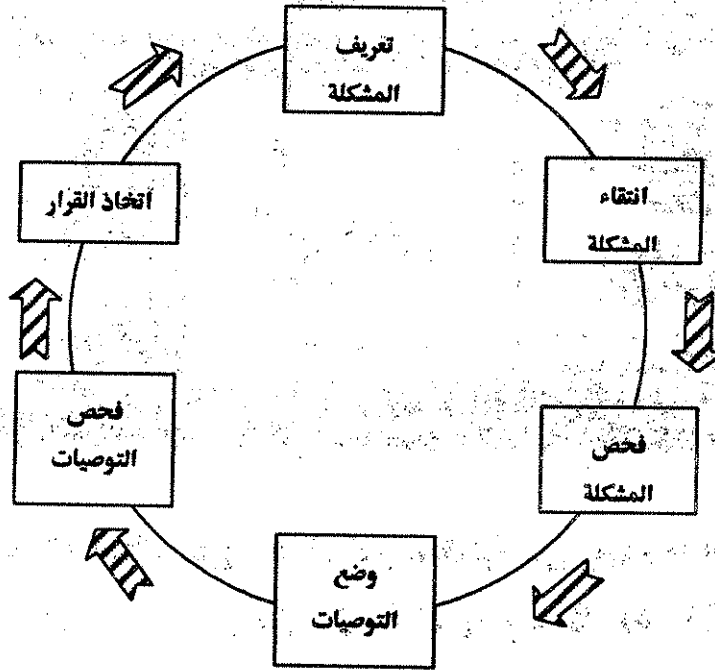 تعريف
المشكلة
انتقاء
المشكلة
فحص
المشكلة
وضع
التوصيات
فحص
التوصيات
اتخاذ القرار